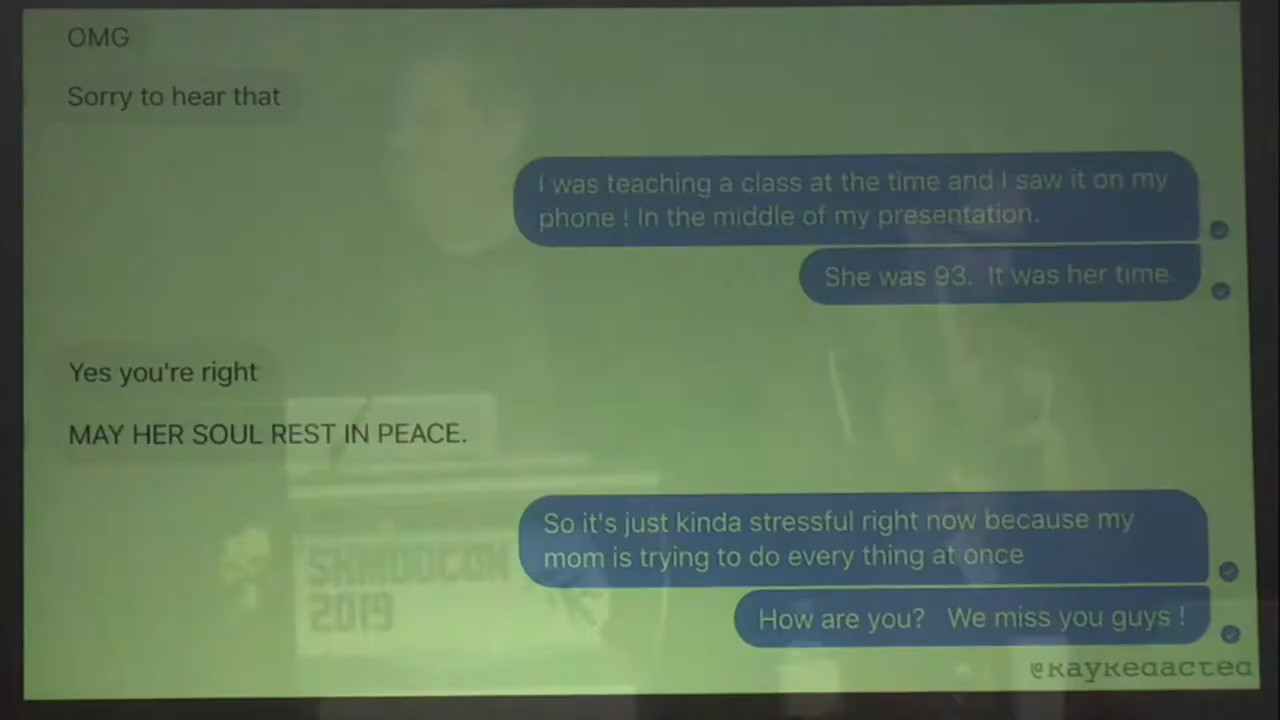 OMG
Sorry to hear that
I was teaching a class at the time and I saw it on my
phone ! In the middle of my presentation.
She was 93. It was her time.
Yes you're right
MAY HER SOUL REST IN PEACE.
So it's just kinda stressful right now because my
mom is trying to do every thing at once
How are you? We miss you guys !
SHMOOCON
2019
@KayRedacted